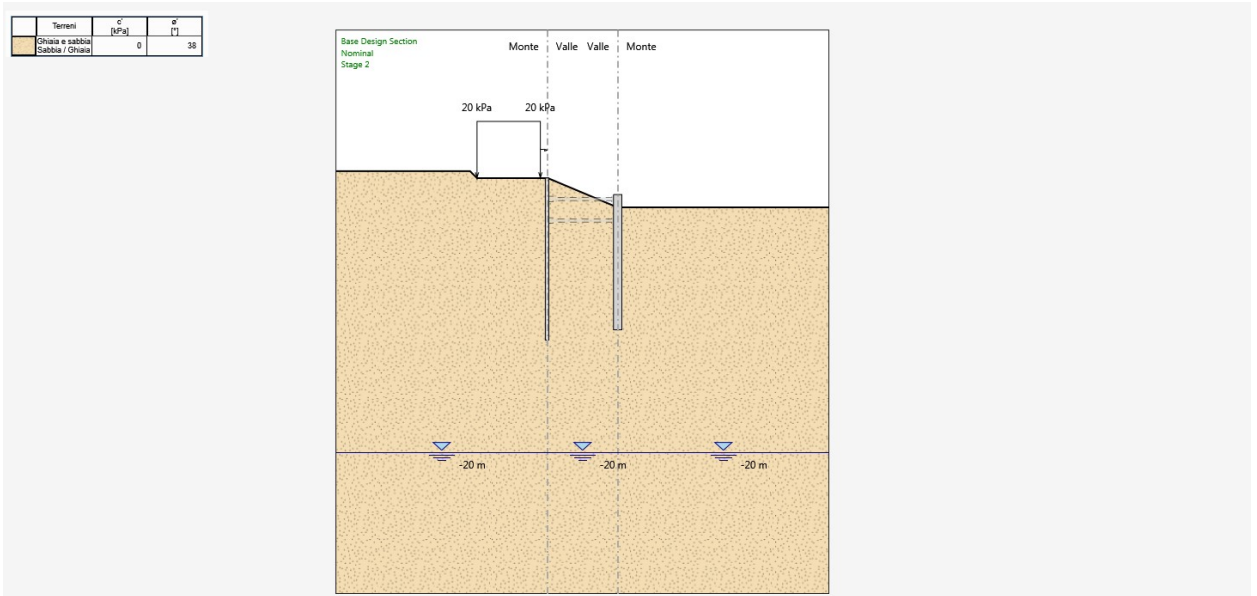 Terreni c' ø'
[kPa] [°]
Ghiaia e sabbia 0 38
Sabbia / Ghiaia
Base Design Section
Nominal
Stage 2
Monte Valle Valle Monte
20 kPa 20 kPa
-20 m -20 m -20 m